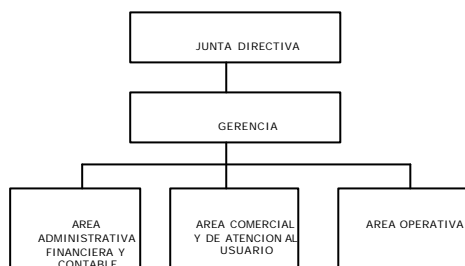 JUNTA DIRECTIVA
GERENCIA
AREA
ADMINISTRATIVA
FINANCIERA Y
CONTABLE
AREA COMERCIAL
Y DE ATENCION AL
USUARIO
AREA OPERATIVA